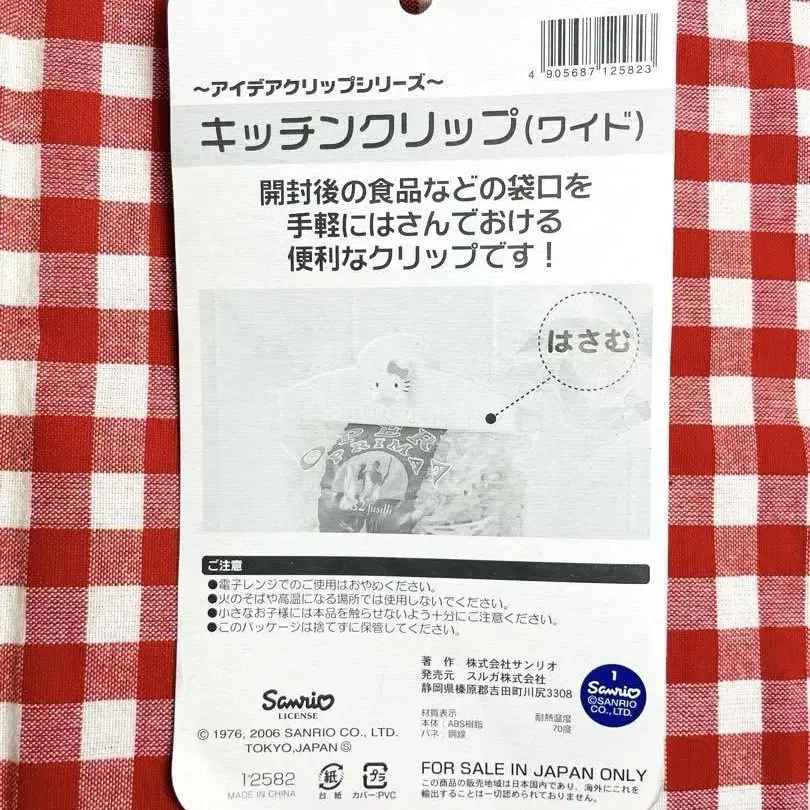 4 905687 125823
～アイデアクリップシリーズ～
キッチンクリップ(ワイド)
開封後の食品などの袋口を
手軽にはさんでおける
便利なクリップです！
はさむ
OPERA
PRIMA
52 fusilli
ご注意
●電子レンジでのご使用はおやめください。
●火のそばや高温になる場所では使用しないでください。
●小さなお子様には本品を触らせないよう十分にご注意ください。
●このパッケージは捨てずに保管してください。
著 作 株式会社サンリオ
発売元 スルガ株式会社
静岡県榛原郡吉田町川尻3308
1
Sanrio
©SANRIO
CO., LTD.
Sanrio
LICENSE
© 1976, 2006 SANRIO CO., LTD.
TOKYO,JAPAN Ⓢ
材質表示
本体：ABS樹脂
バネ：鋼線
耐熱温度
70度
12582
MADE IN CHINA
紙
台 紙
プラ
カバー:PVC
FOR SALE IN JAPAN ONLY
この商品の販売地域は日本国内であり、海外にこれを
輸出することは一切認められておりません。